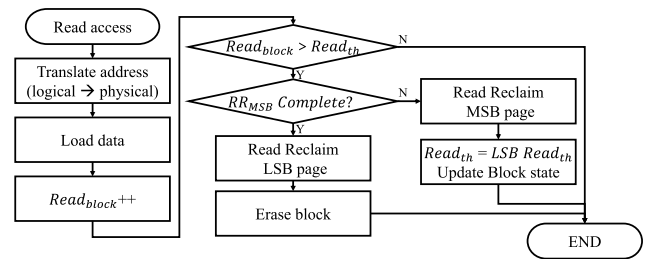 Read access
Translate address
(logical → physical)
Load data
Read_block++
Read_block > Read_th
N
Y
RR_MSB Complete?
N
Y
Read Reclaim
MSB page
Read_th = LSB Read_th
Update Block state
Read Reclaim
LSB page
Erase block
END